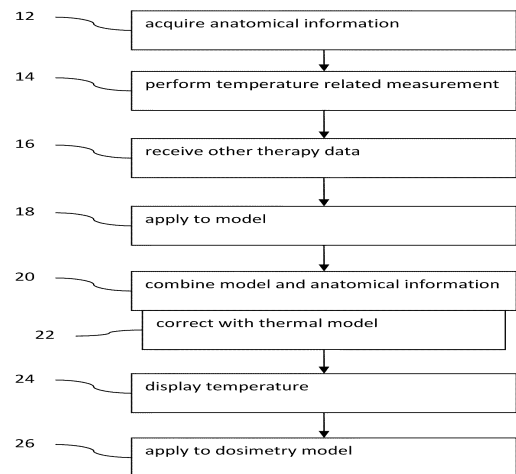 12
acquire anatomical information
14
perform temperature related measurement
16
receive other therapy data
18
apply to model
20
combine model and anatomical information
22
correct with thermal model
24
display temperature
26
apply to dosimetry model